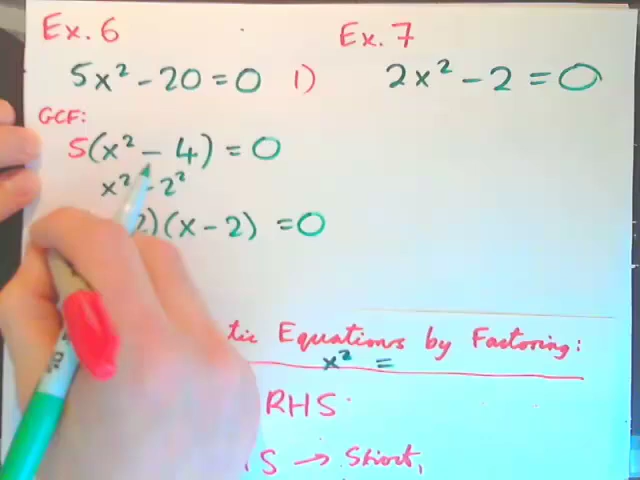 Ex. 6
Ex. 7
5x² - 20 = 0 1)
2x² - 2 = 0
GCF:
5(x² - 4) = 0
x² - 2²
2)(x - 2) = 0
tic Equations by Factoring:
x² =
RHS
S → Short,